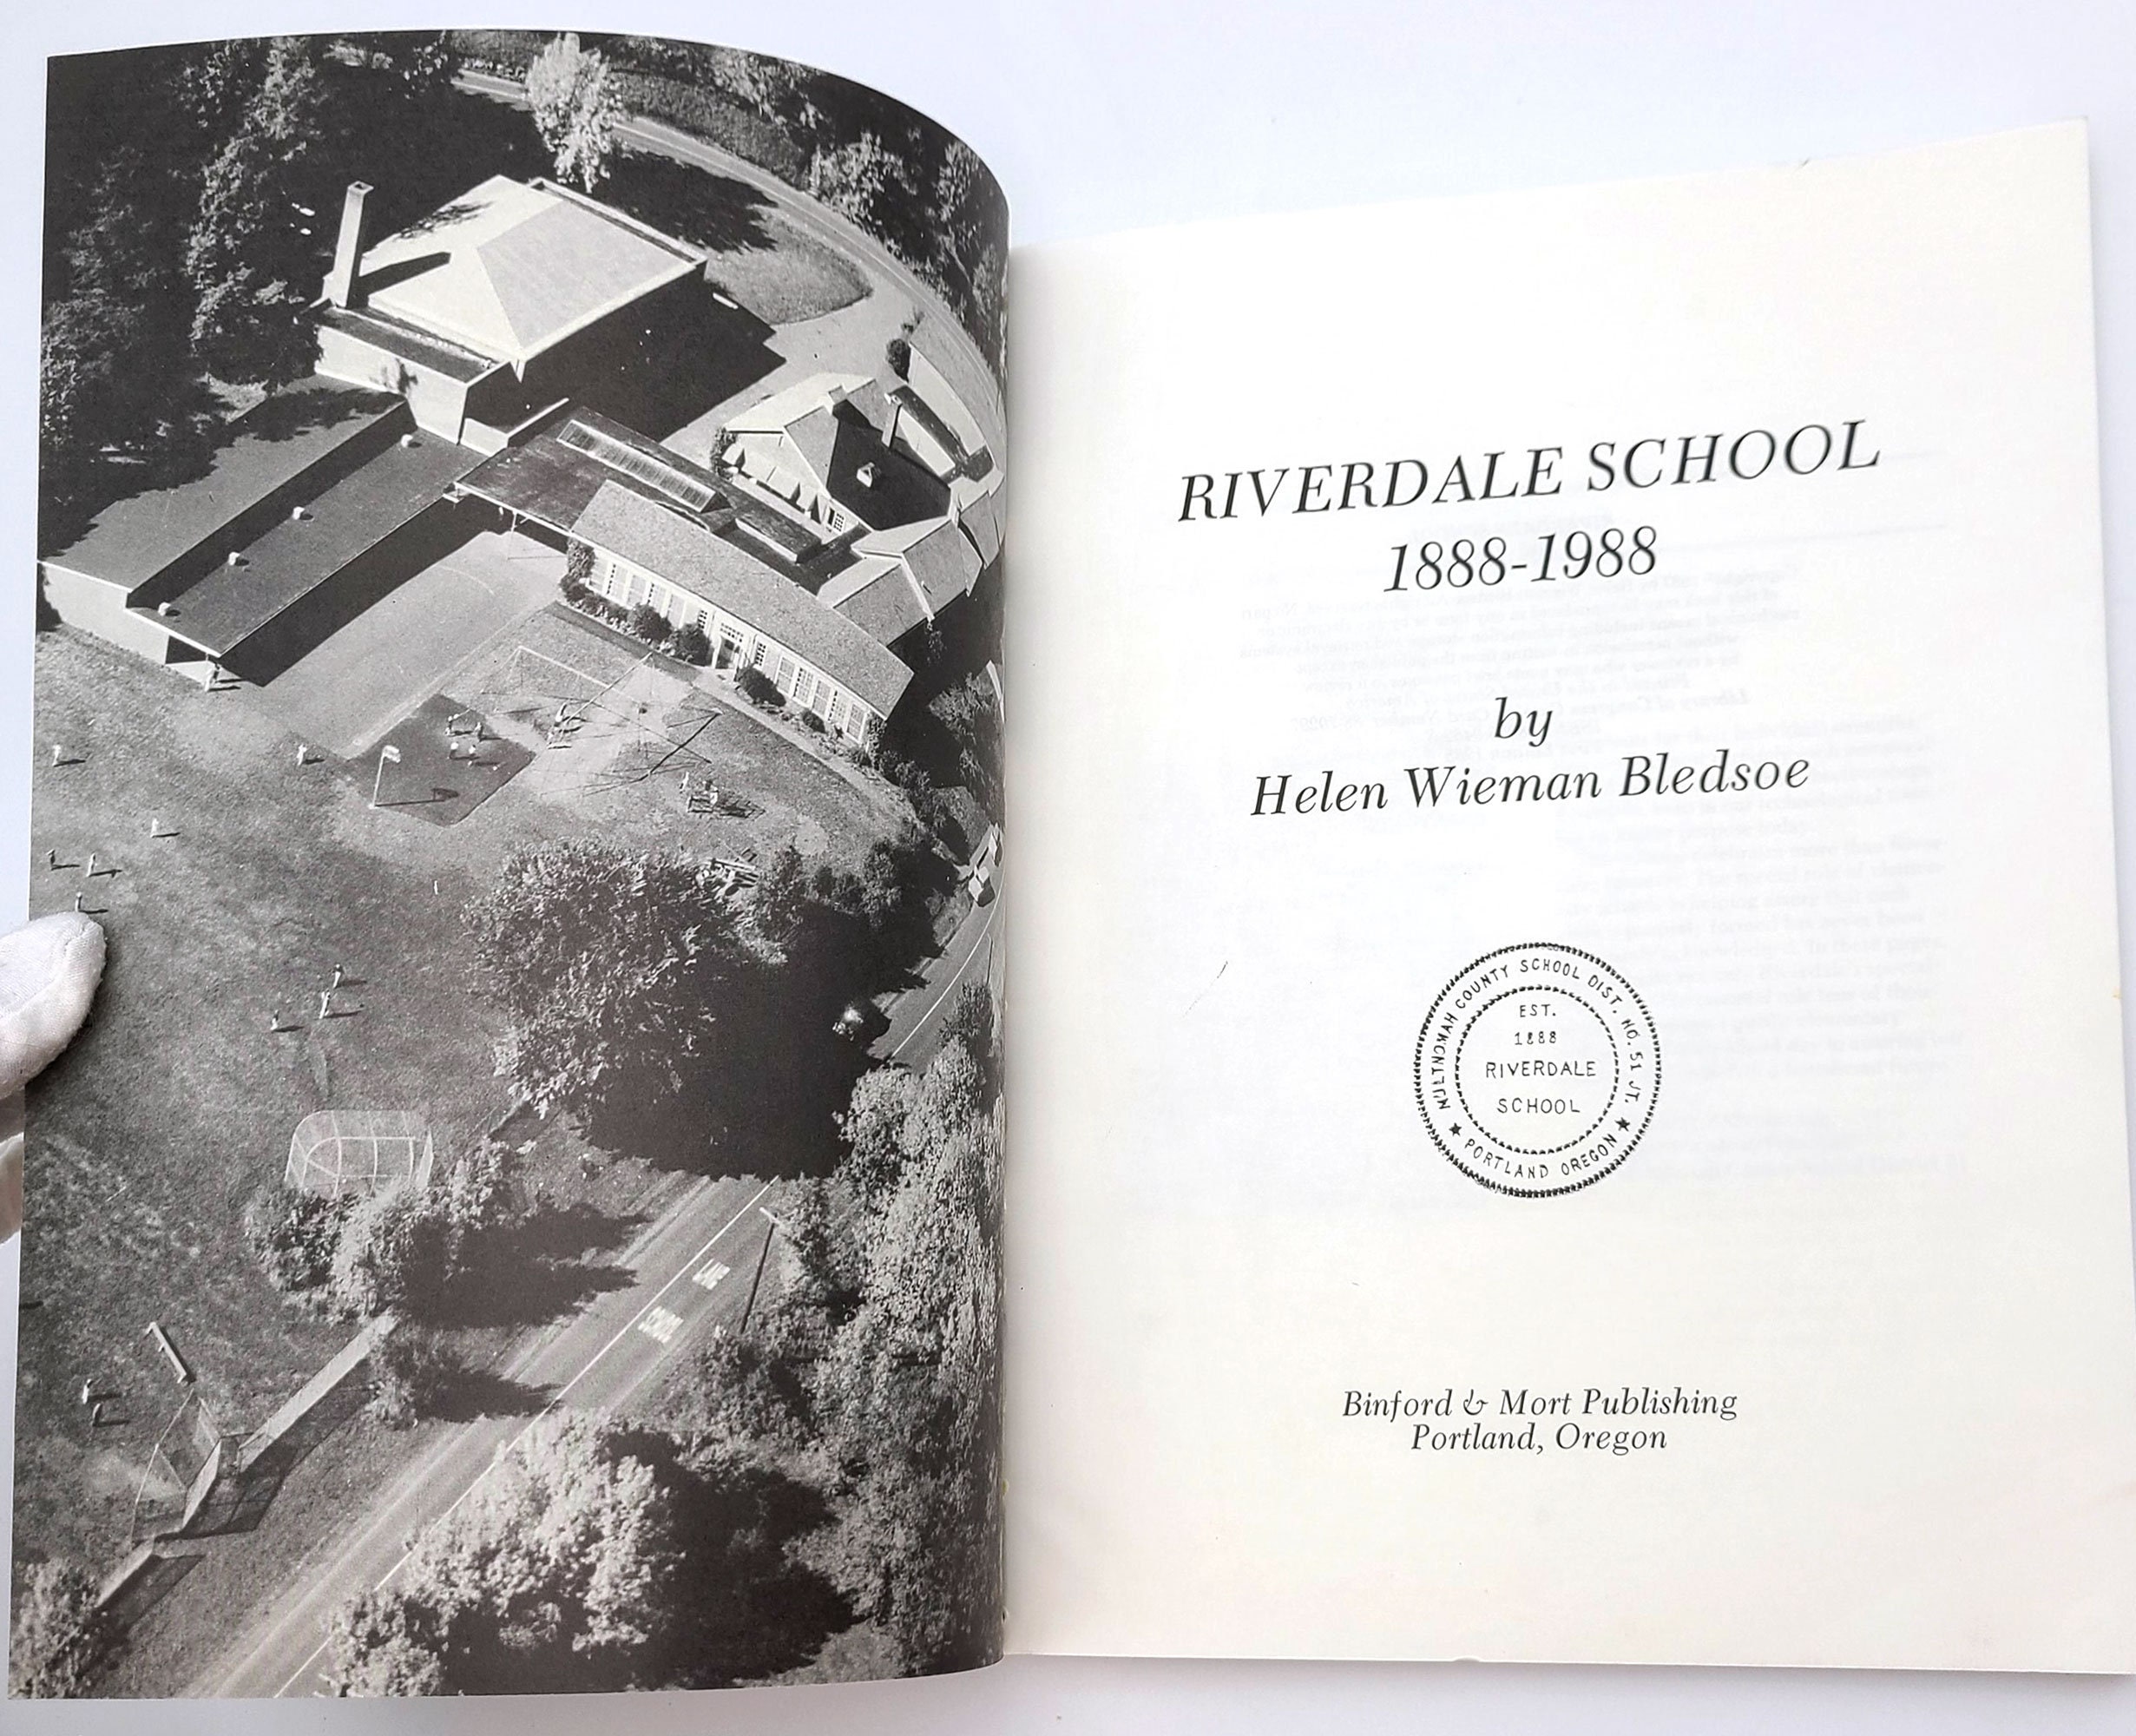 RIVERDALE SCHOOL
1888-1988
by
Helen Wieman Bledsoe
MULTNOMAH COUNTY SCHOOL DIST. NO. 51 JT.
EST.
1888
RIVERDALE
SCHOOL
★ PORTLAND OREGON ★
Binford & Mort Publishing
Portland, Oregon